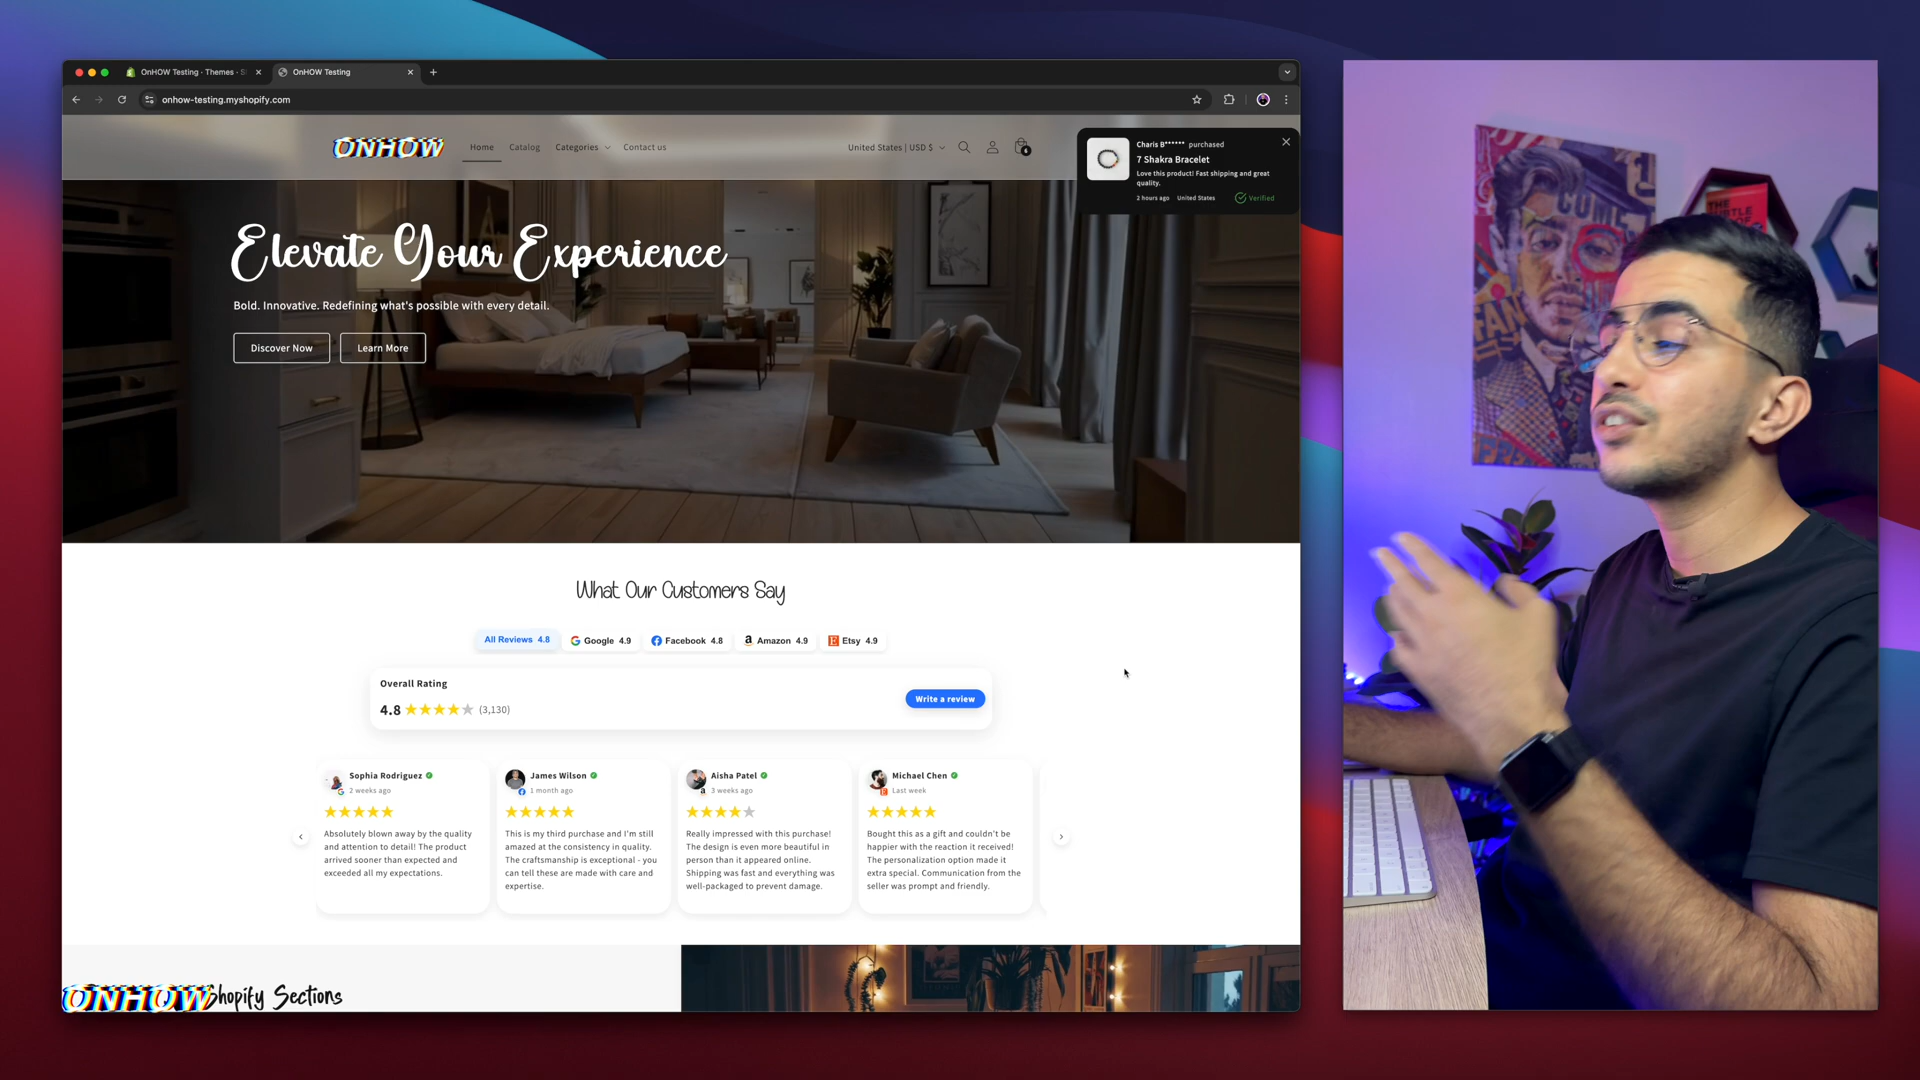 OnHOW Testing · Themes · S
OnHOW Testing
onhow-testing.myshopify.com
ONHOW
Home
Catalog
Categories
Contact us
United States | USD $
Charis B****** purchased
7 Shakra Bracelet
Love this product! Fast shipping and great
quality.
2 hours ago
United States
Verified
Elevate Your Experience
Bold. Innovative. Redefining what's possible with every detail.
Discover Now
Learn More
What Our Customers Say
All Reviews 4.8
Google 4.9
Facebook 4.8
Amazon 4.9
Etsy 4.9
Overall Rating
4.8
(3,130)
Write a review
Sophia Rodriguez
2 weeks ago
Absolutely blown away by the quality
and attention to detail! The product
arrived sooner than expected and
exceeded all my expectations.
James Wilson
1 month ago
This is my third purchase and I'm still
amazed at the consistency in quality.
The craftsmanship is exceptional - you
can tell these are made with care and
expertise.
Aisha Patel
3 weeks ago
Really impressed with this purchase!
The design is even more beautiful in
person than it appeared online.
Shipping was fast and everything was
well-packaged to prevent damage.
Michael Chen
Last week
Bought this as a gift and couldn't be
happier with the reaction it received!
The personalization option made it
extra special. Communication from the
seller was prompt and friendly.
ONHOW
Shopify Sections
THE
SUBTLE
COME
FAN